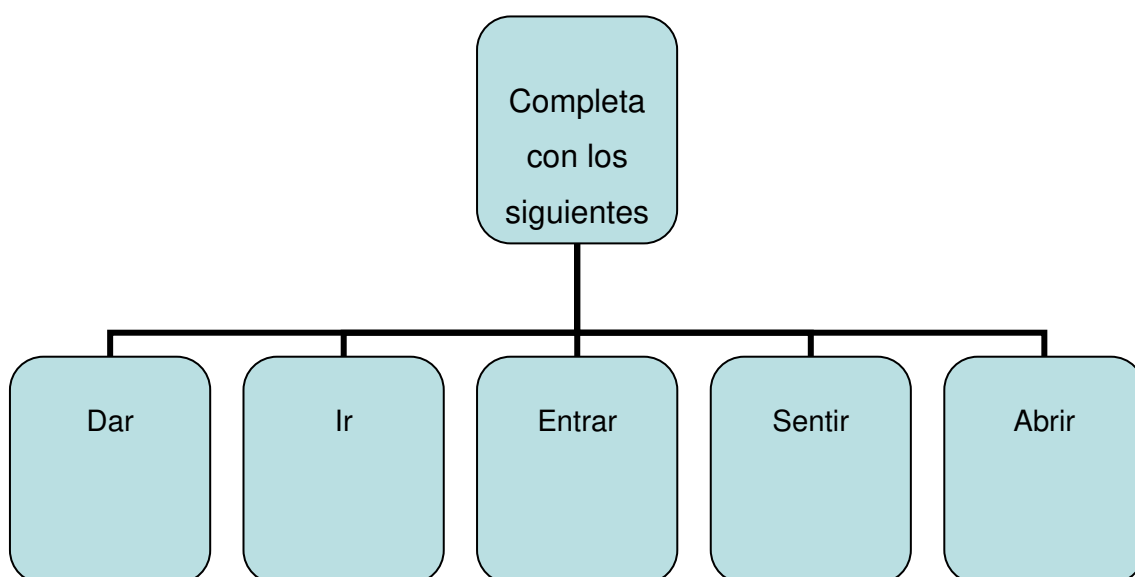 Completa
con los
siguientes
Dar
Ir
Entrar
Sentir
Abrir